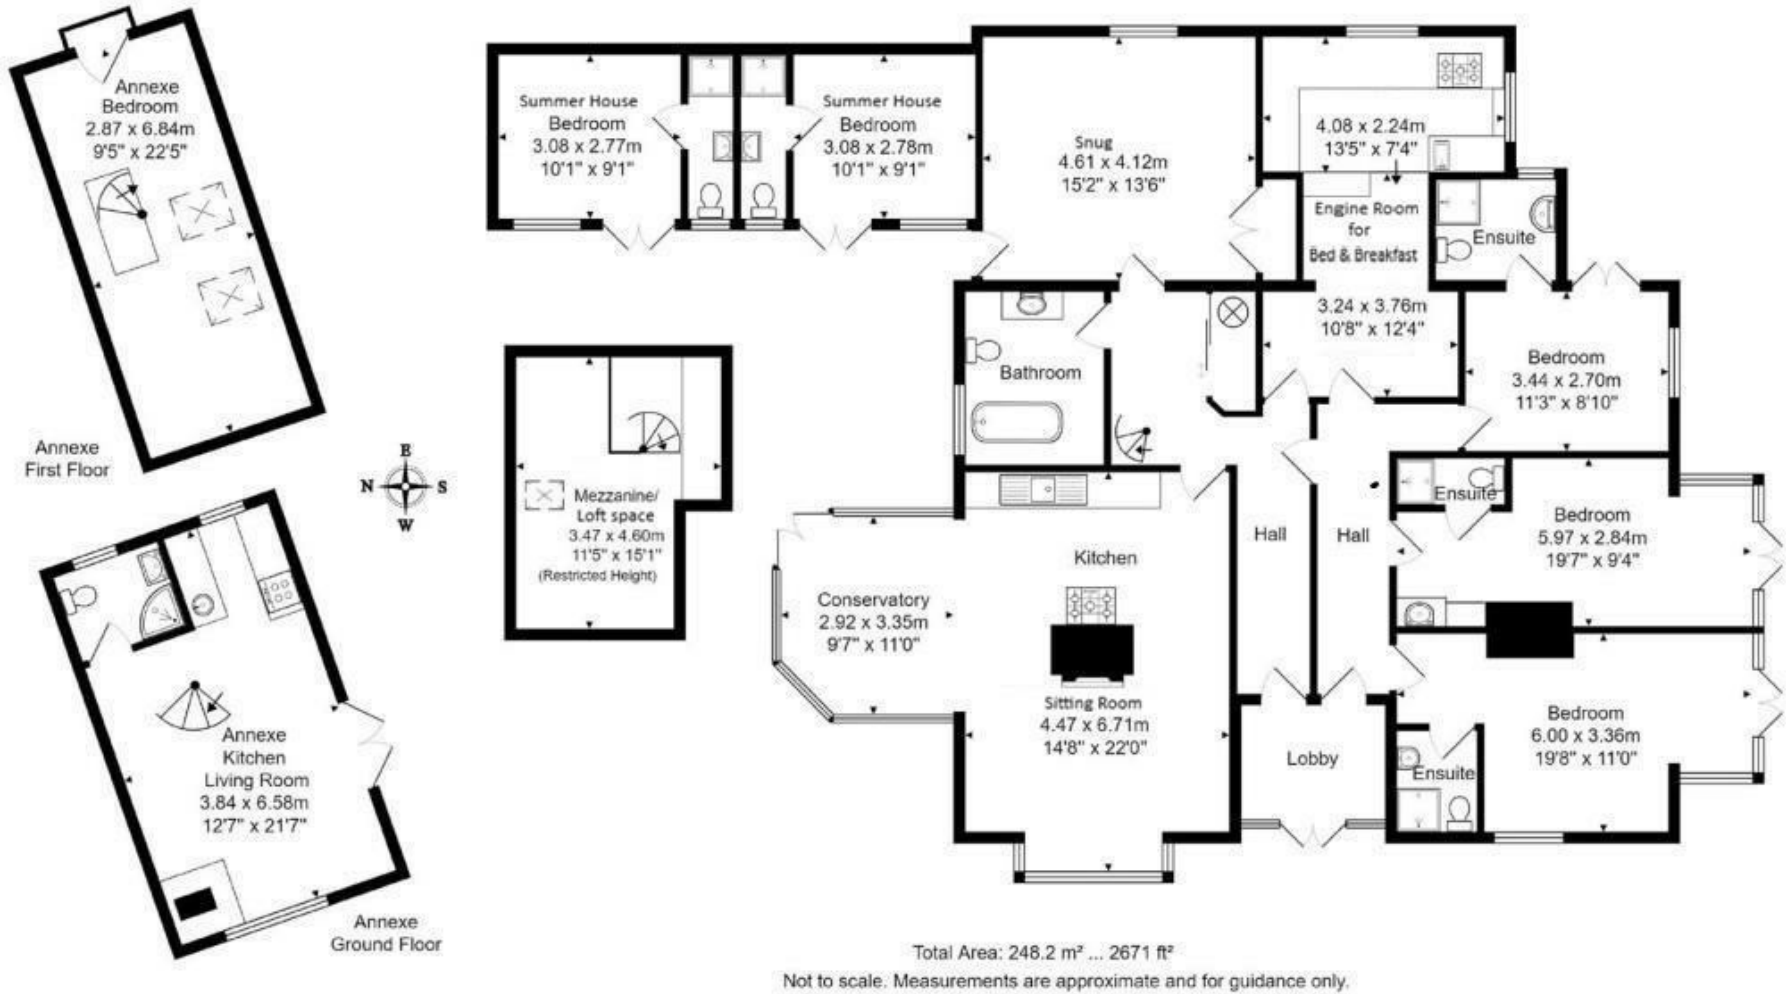 Annexe
Bedroom
2.87 x 6.84m
9'5" x 22'5"
Annexe
First Floor
E
N
S
W
Annexe
Kitchen
Living Room
3.84 x 6.58m
12'7" x 21'7"
Annexe
Ground Floor
Summer House
Bedroom
3.08 x 2.77m
10'1" x 9'1"
Summer House
Bedroom
3.08 x 2.78m
10'1" x 9'1"
Mezzanine/
Loft space
3.47 x 4.60m
11'5" x 15'1"
(Restricted Height)
Snug
4.61 x 4.12m
15'2" x 13'6"
4.08 x 2.24m
13'5" x 7'4"
Engine Room
for
Bed & Breakfast
3.24 x 3.76m
10'8" x 12'4"
Ensuite
Bedroom
3.44 x 2.70m
11'3" x 8'10"
Bathroom
Kitchen
Conservatory
2.92 x 3.35m
9'7" x 11'0"
Sitting Room
4.47 x 6.71m
14'8" x 22'0"
Hall
Hall
Lobby
Ensuite
Bedroom
5.97 x 2.84m
19'7" x 9'4"
Bedroom
6.00 x 3.36m
19'8" x 11'0"
Ensuite
Total Area: 248.2 m² ... 2671 ft²
Not to scale. Measurements are approximate and for guidance only.